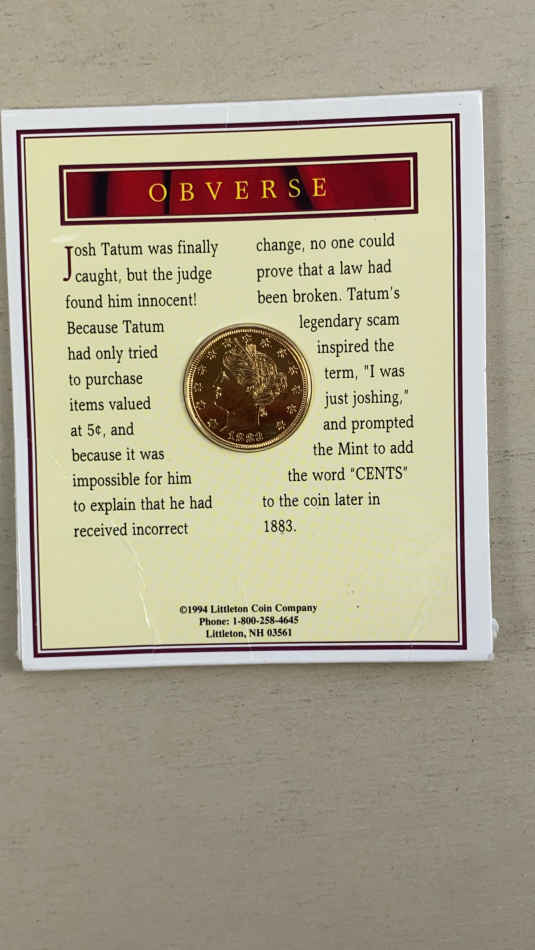 OBVERSE
Josh Tatum was finally
caught, but the judge
found him innocent!
Because Tatum
had only tried
to purchase
items valued
at 5¢, and
because it was
impossible for him
to explain that he had
received incorrect
change, no one could
prove that a law had
been broken. Tatum's
legendary scam
inspired the
term, "I was
just joshing,"
and prompted
the Mint to add
the word "CENTS"
to the coin later in
1883.
1883
©1994 Littleton Coin Company
Phone: 1-800-258-4645
Littleton, NH 03561